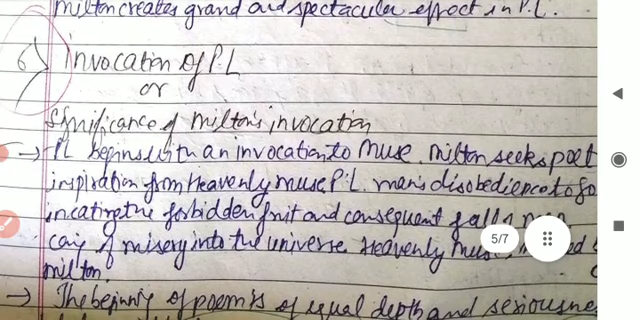 Milton creates grand and spectacular effect in P.L.
6) Invocation of P.L
or
Significance of Milton's invocation
→ PL begins with an invocation to Muse. Milton seeks poet
inspiration from Heavenly muse P.L. man's disobedience to Go
in eating the forbidden fruit and consequent fall
of misery into the universe. Heavenly
milton.
→ The beginning of poem is of equal depth and seriousne
5/7